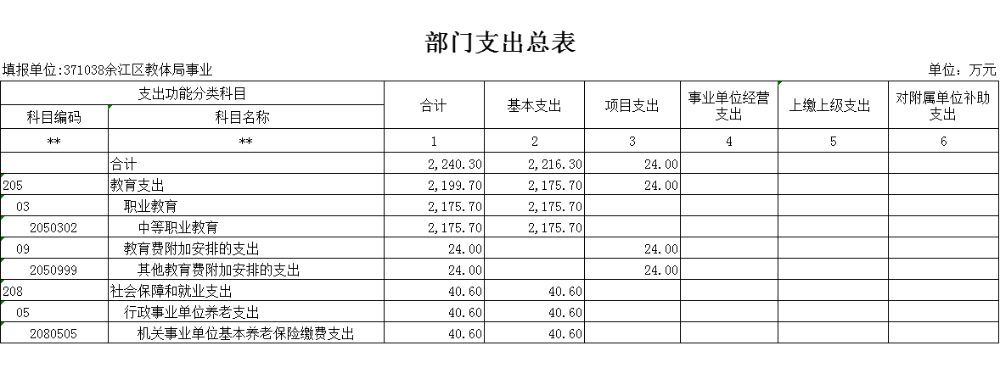 部门支出总表
填报单位:371038余江区教体局事业 单位：万元
支出功能分类科目 合计 基本支出 项目支出 事业单位经营支出 上缴上级支出 对附属单位补助支出
科目编码 科目名称
** ** 1 2 3 4 5 6
合计 2,240.30 2,216.30 24.00
205 教育支出 2,199.70 2,175.70 24.00
03 职业教育 2,175.70 2,175.70
2050302 中等职业教育 2,175.70 2,175.70
09 教育费附加安排的支出 24.00 24.00
2050999 其他教育费附加安排的支出 24.00 24.00
208 社会保障和就业支出 40.60 40.60
05 行政事业单位养老支出 40.60 40.60
2080505 机关事业单位基本养老保险缴费支出 40.60 40.60